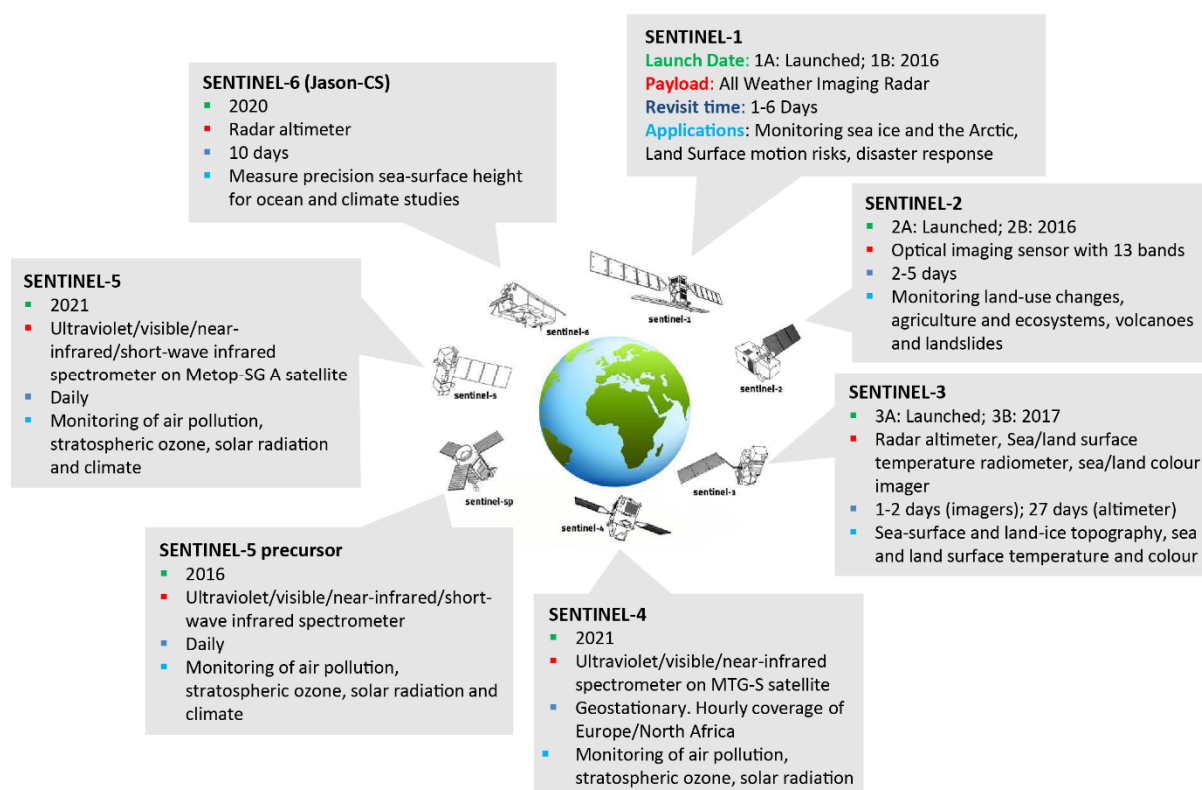 SENTINEL-1
Launch Date: 1A: Launched; 1B: 2016
Payload: All Weather Imaging Radar
Revisit time: 1-6 Days
Applications: Monitoring sea ice and the Arctic,
Land Surface motion risks, disaster response
SENTINEL-6 (Jason-CS)
2020
Radar altimeter
10 days
Measure precision sea-surface height
for ocean and climate studies
SENTINEL-2
2A: Launched; 2B: 2016
Optical imaging sensor with 13 bands
2-5 days
Monitoring land-use changes,
agriculture and ecosystems, volcanoes
and landslides
SENTINEL-5
2021
Ultraviolet/visible/near-
infrared/short-wave infrared
spectrometer on Metop-SG A satellite
Daily
Monitoring of air pollution,
stratospheric ozone, solar radiation
and climate
sentinel-1
sentinel-6
sentinel-2
sentinel-5
sentinel-3
sentinel-5p
sentinel-4
SENTINEL-3
3A: Launched; 3B: 2017
Radar altimeter, Sea/land surface
temperature radiometer, sea/land colour
imager
1-2 days (imagers); 27 days (altimeter)
Sea-surface and land-ice topography, sea
and land surface temperature and colour
SENTINEL-5 precursor
2016
Ultraviolet/visible/near-infrared/short-
wave infrared spectrometer
Daily
Monitoring of air pollution,
stratospheric ozone, solar radiation and
climate
SENTINEL-4
2021
Ultraviolet/visible/near-infrared
spectrometer on MTG-S satellite
Geostationary. Hourly coverage of
Europe/North Africa
Monitoring of air pollution,
stratospheric ozone, solar radiation